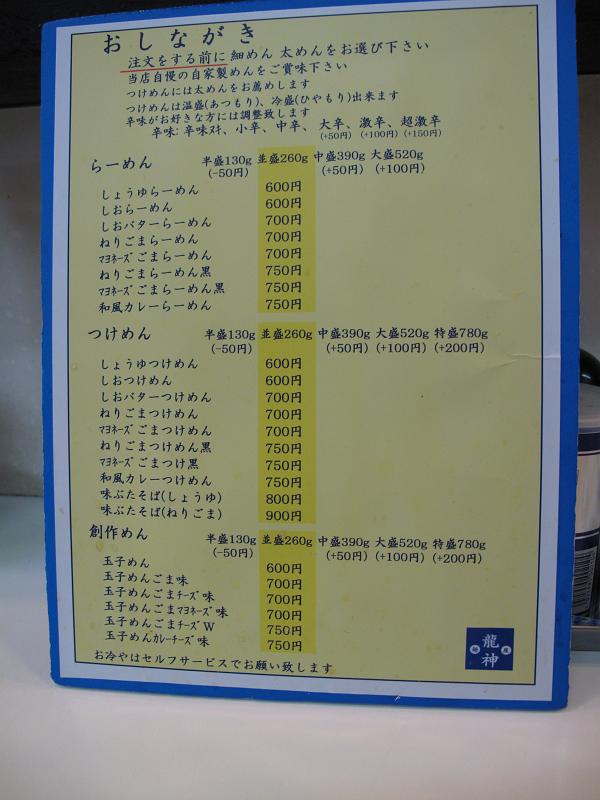 おしながき
注文をする前に 細めん 太めんをお選び下さい
当店自慢の自家製めんをご賞味下さい
つけめんには太めんをお薦めします
つけめんは温盛(あつもり)、冷盛(ひやもり)出来ます
辛味がお好きな方には調整致します
辛味: 辛味ヌキ、小辛、中辛、大辛、激辛、超激辛
(+50円) (+100円) (+150円)
らーめん 半盛130g 並盛260g 中盛390g 大盛520g
(-50円) (+50円) (+100円)
しょうゆらーめん 600円
しおらーめん 600円
しおバターらーめん 700円
ねりごまらーめん 700円
マヨネーズごまらーめん 700円
ねりごまらーめん黒 750円
マヨネーズごまらーめん黒 750円
和風カレーらーめん 750円
つけめん 半盛130g 並盛260g 中盛390g 大盛520g 特盛780g
(-50円) (+50円) (+100円) (+200円)
しょうゆつけめん 600円
しおつけめん 600円
しおバターつけめん 700円
ねりごまつけめん 700円
マヨネーズごまつけめん 700円
ねりごまつけめん黒 750円
マヨネーズごまつけ黒 750円
和風カレーつけめん 750円
味ぶたそば(しょうゆ) 800円
味ぶたそば(ねりごま) 900円
創作めん 半盛130g 並盛260g 中盛390g 大盛520g 特盛780g
(-50円) (+50円) (+100円) (+200円)
玉子めん 600円
玉子めんごま味 700円
玉子めんごまチーズ味 700円
玉子めんごまマヨネーズ味 700円
玉子めんごまチーズW 750円
玉子めんカレーチーズ味 750円
お冷やはセルフサービスでお願い致します
龍神